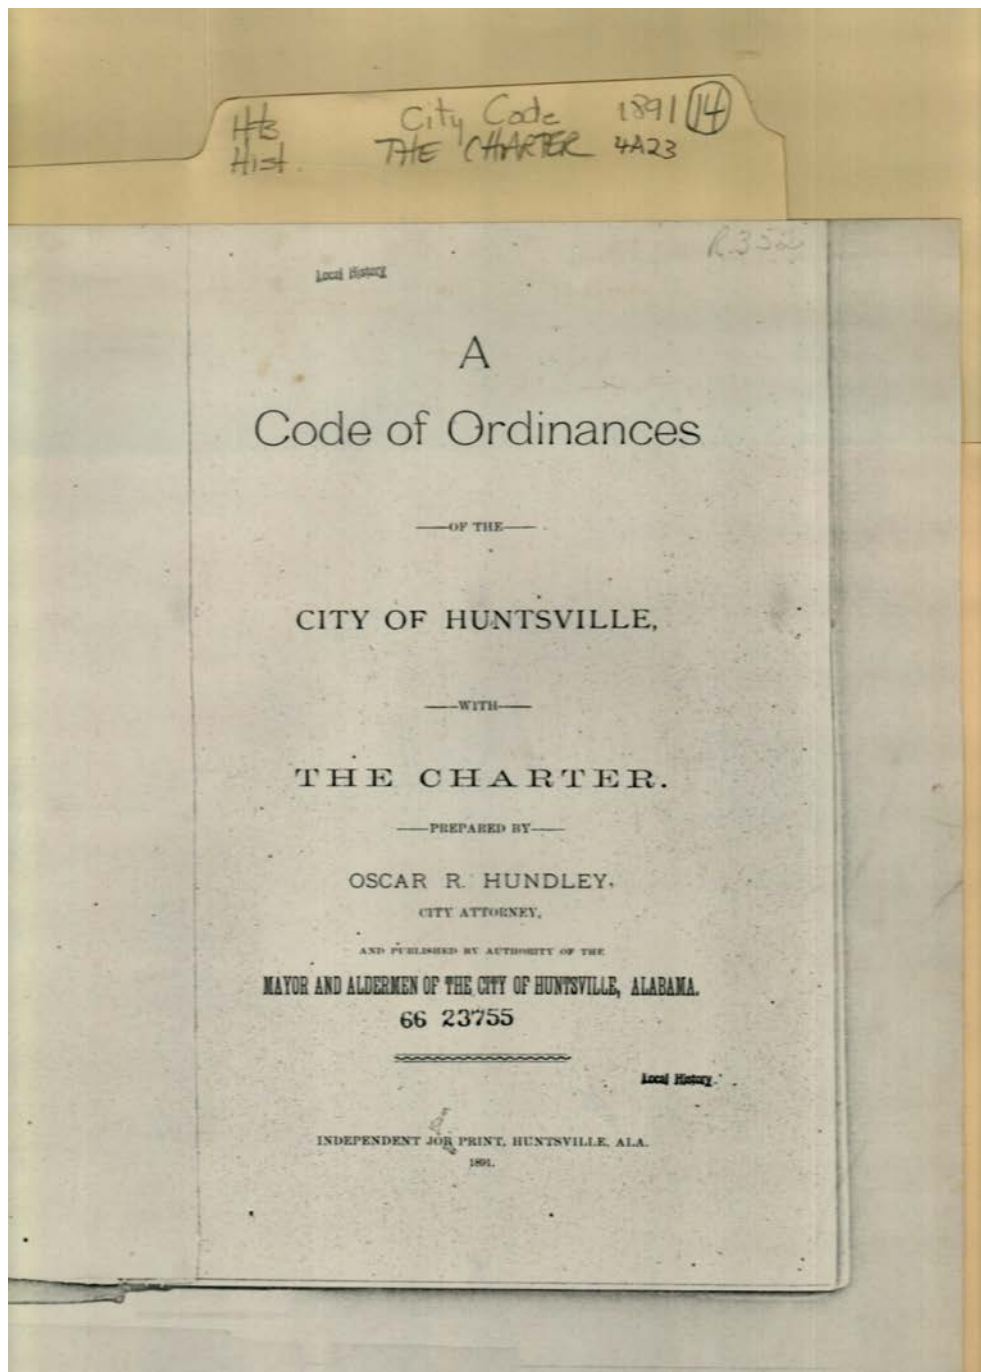 Hts City Code 1891 14
Hist. THE CHARTER 4A23
R.352
Local History
A
Code of Ordinances
OF THE
CITY OF HUNTSVILLE,
WITH
THE CHARTER.
PREPARED BY
OSCAR R. HUNDLEY,
CITY ATTORNEY,
AND PUBLISHED BY AUTHORITY OF THE
MAYOR AND ALDERMEN OF THE CITY OF HUNTSVILLE, ALABAMA.
66 23755
Local History
INDEPENDENT JOB PRINT, HUNTSVILLE, ALA.
1891.